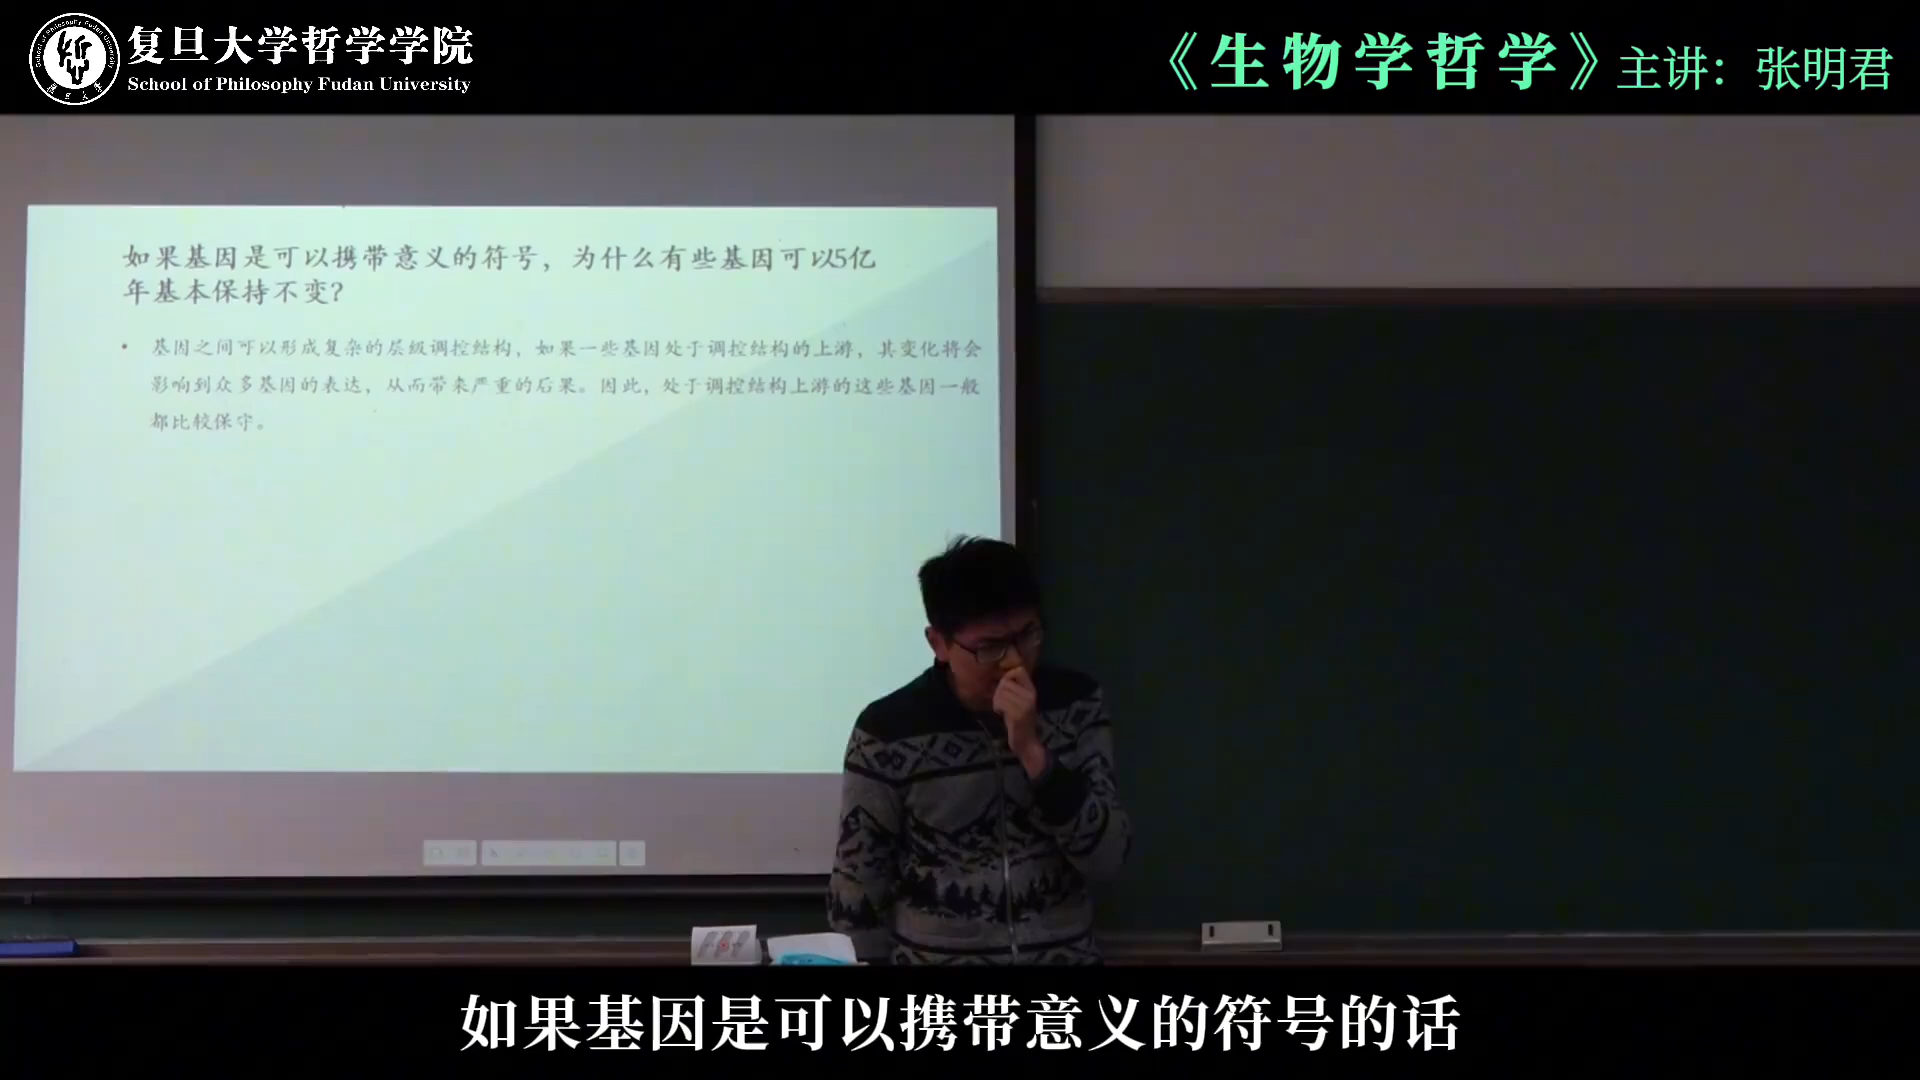 复旦大学哲学学院
School of Philosophy Fudan University
《生物学哲学》主讲：张明君
如果基因是可以携带意义的符号，为什么有些基因可以5亿
年基本保持不变？
• 基因之间可以形成复杂的层级调控结构，如果一些基因处于调控结构的上游，其变化将会
影响到众多基因的表达，从而带来严重的后果。因此，处于调控结构上游的这些基因一般
都比较保守。
如果基因是可以携带意义的符号的话